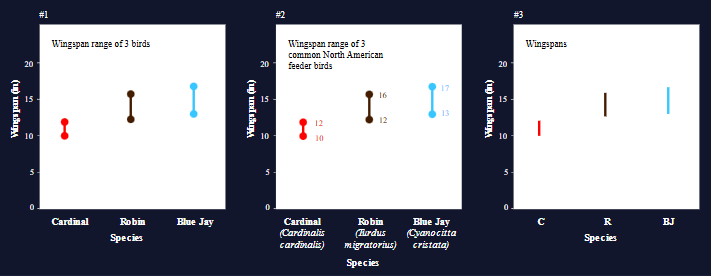 #1
Wingspan range of 3 birds
Wingspan (in)
20
15
10
5
0
Cardinal
Robin
Blue Jay
Species
#2
Wingspan range of 3
common North American
feeder birds
Wingspan (in)
20
15
10
5
0
12
10
16
12
17
13
Cardinal
(Cardinalis
cardinalis)
Robin
(Turdus
migratorius)
Blue Jay
(Cyanocitta
cristata)
Species
#3
Wingspans
Wingspan (in)
20
15
10
5
0
C
R
BJ
Species